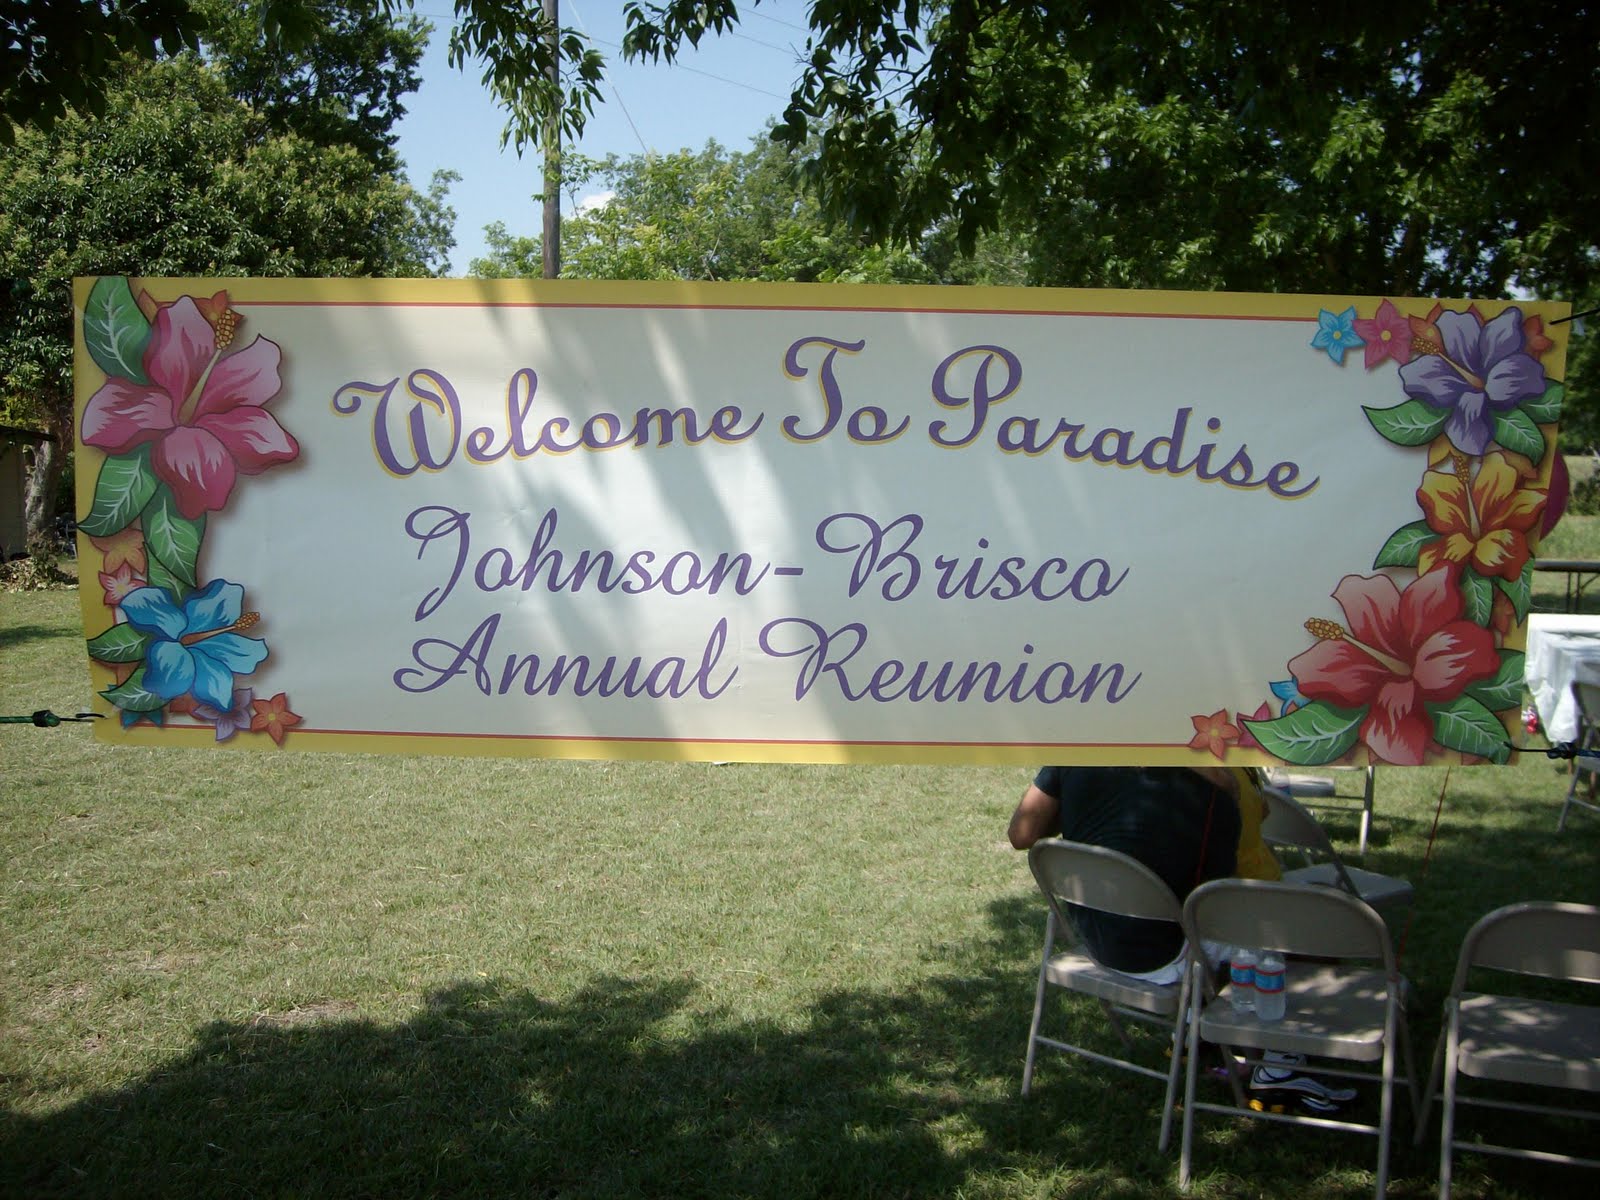 Welcome To Paradise
Johnson-Brisco
Annual Reunion